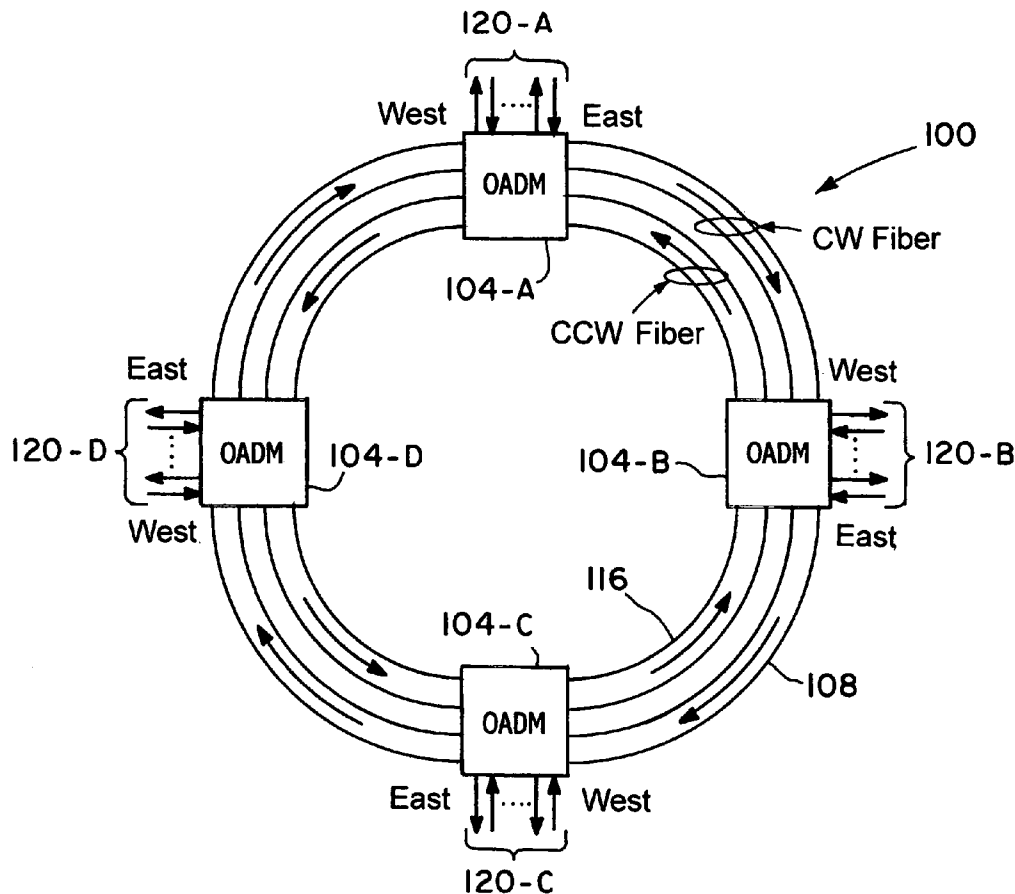 120-A
West
East
100
OADM
CW Fiber
104-A
CCW Fiber
East
West
120-D
OADM
104-D
104-B
OADM
120-B
West
East
116
104-C
108
OADM
East
West
120-C